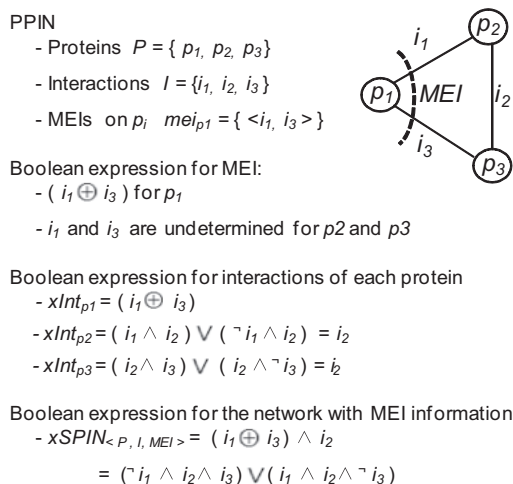 PPIN
- Proteins P = { p1, p2, p3}
- Interactions I = {i1, i2, i3 }
- MEIs on pi meip1 = { <i1, i3 > }
p2
i1
p1
MEI
i2
i3
p3
Boolean expression for MEI:
- ( i1 ⊕ i3 ) for p1
- i1 and i3 are undetermined for p2 and p3
Boolean expression for interactions of each protein
- xIntp1 = ( i1 ⊕ i3)
- xIntp2 = ( i1 ∧ i2 ) ∨ ( ¬ i1 ∧ i2 ) = i2
- xIntp3 = ( i2 ∧ i3 ) ∨ ( i2 ∧ ¬ i3 ) = i2
Boolean expression for the network with MEI information
- xSPIN< P, I, MEI > = ( i1 ⊕ i3) ∧ i2
= (¬ i1 ∧ i2 ∧ i3 ) ∨ ( i1 ∧ i2 ∧ ¬ i3 )